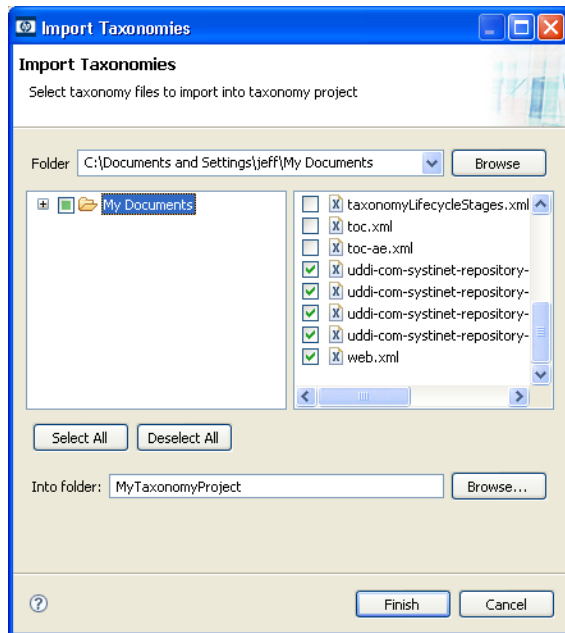 Import Taxonomies
Import Taxonomies
Select taxonomy files to import into taxonomy project
Folder C:\Documents and Settings\jeff\My Documents Browse
My Documents
taxonomyLifecycleStages.xml
toc.xml
toc-ae.xml
uddi-com-systinet-repository-
uddi-com-systinet-repository-
uddi-com-systinet-repository-
uddi-com-systinet-repository-
web.xml
Select All Deselect All
Into folder: MyTaxonomyProject Browse...
? Finish Cancel